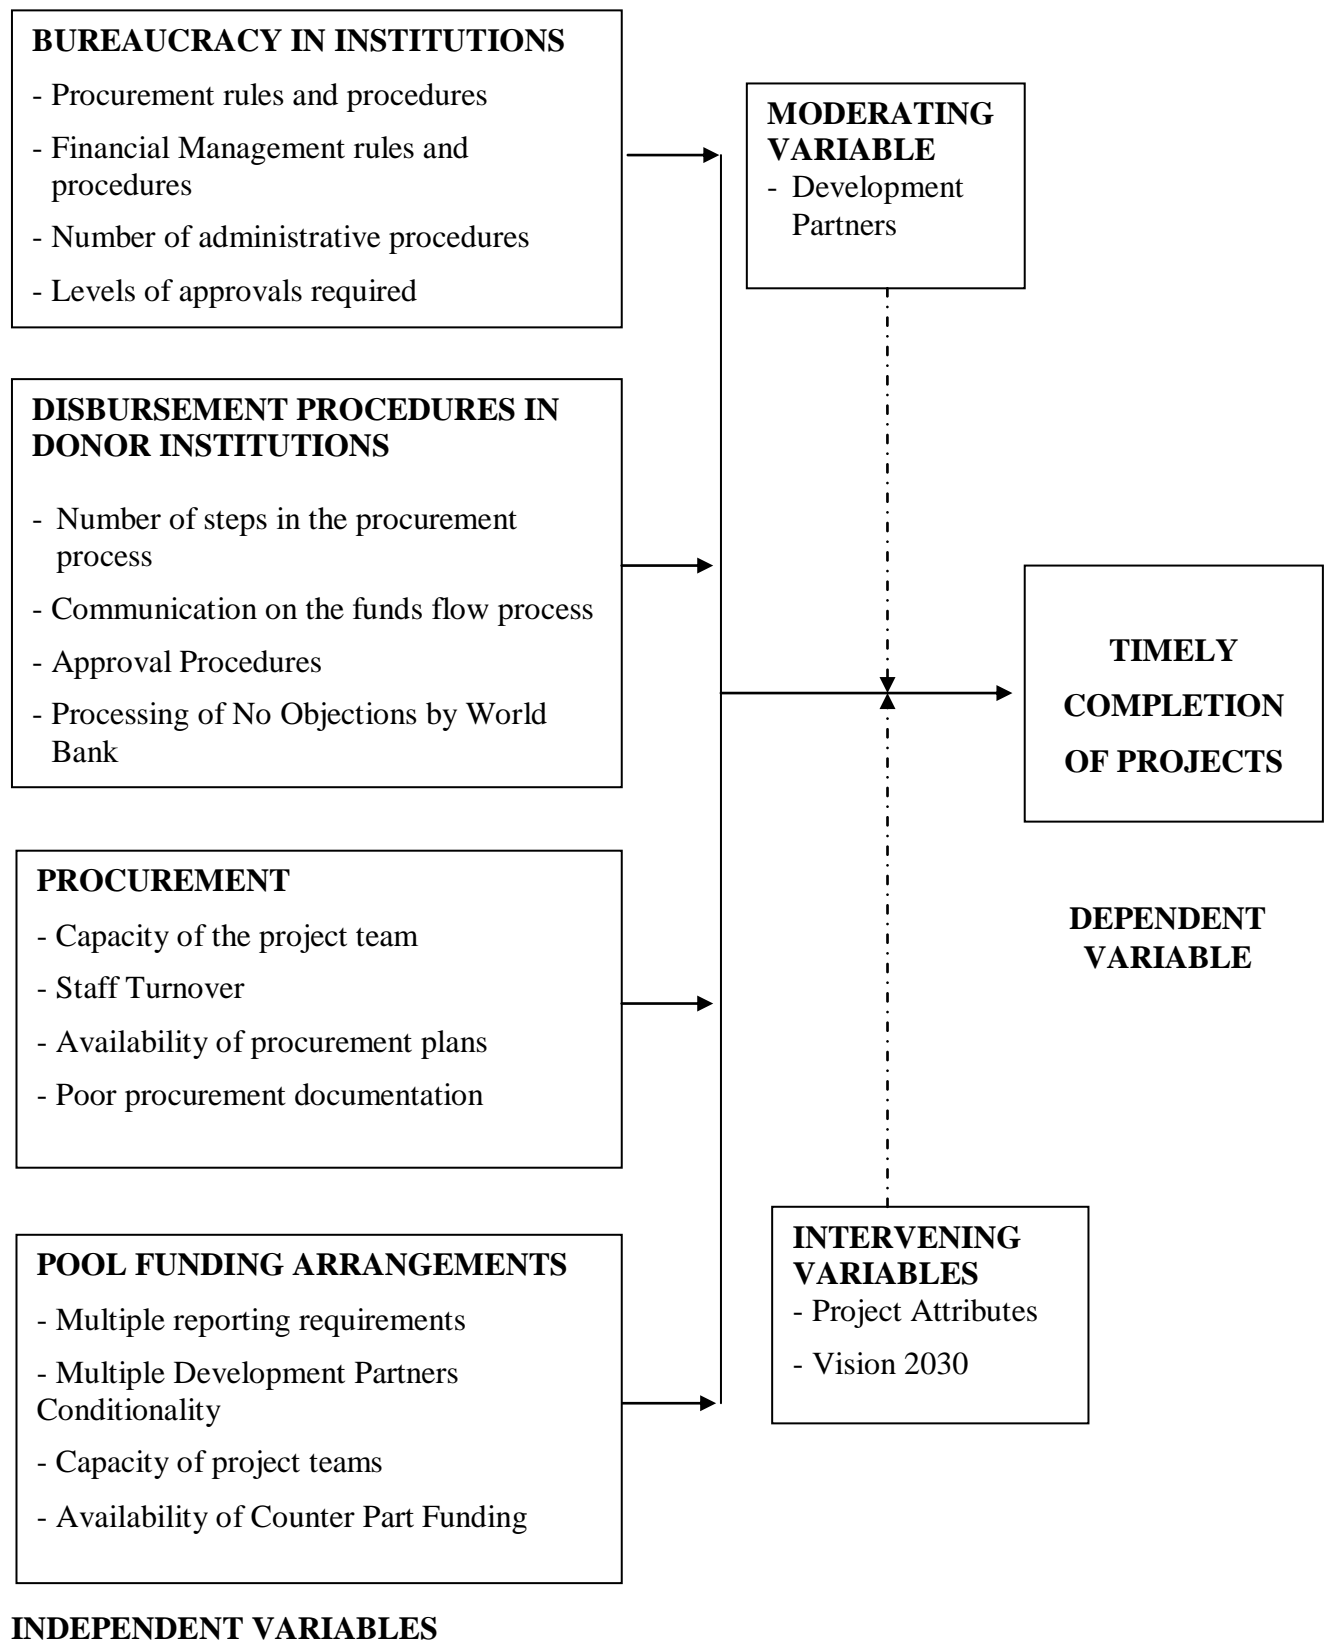 BUREAUCRACY IN INSTITUTIONS
- Procurement rules and procedures
- Financial Management rules and
procedures
- Number of administrative procedures
- Levels of approvals required
DISBURSEMENT PROCEDURES IN
DONOR INSTITUTIONS
- Number of steps in the procurement
process
- Communication on the funds flow process
- Approval Procedures
- Processing of No Objections by World
Bank
PROCUREMENT
- Capacity of the project team
- Staff Turnover
- Availability of procurement plans
- Poor procurement documentation
POOL FUNDING ARRANGEMENTS
- Multiple reporting requirements
- Multiple Development Partners
Conditionality
- Capacity of project teams
- Availability of Counter Part Funding
INDEPENDENT VARIABLES
MODERATING
VARIABLE
- Development
Partners
INTERVENING
VARIABLES
- Project Attributes
- Vision 2030
TIMELY
COMPLETION
OF PROJECTS
DEPENDENT
VARIABLE